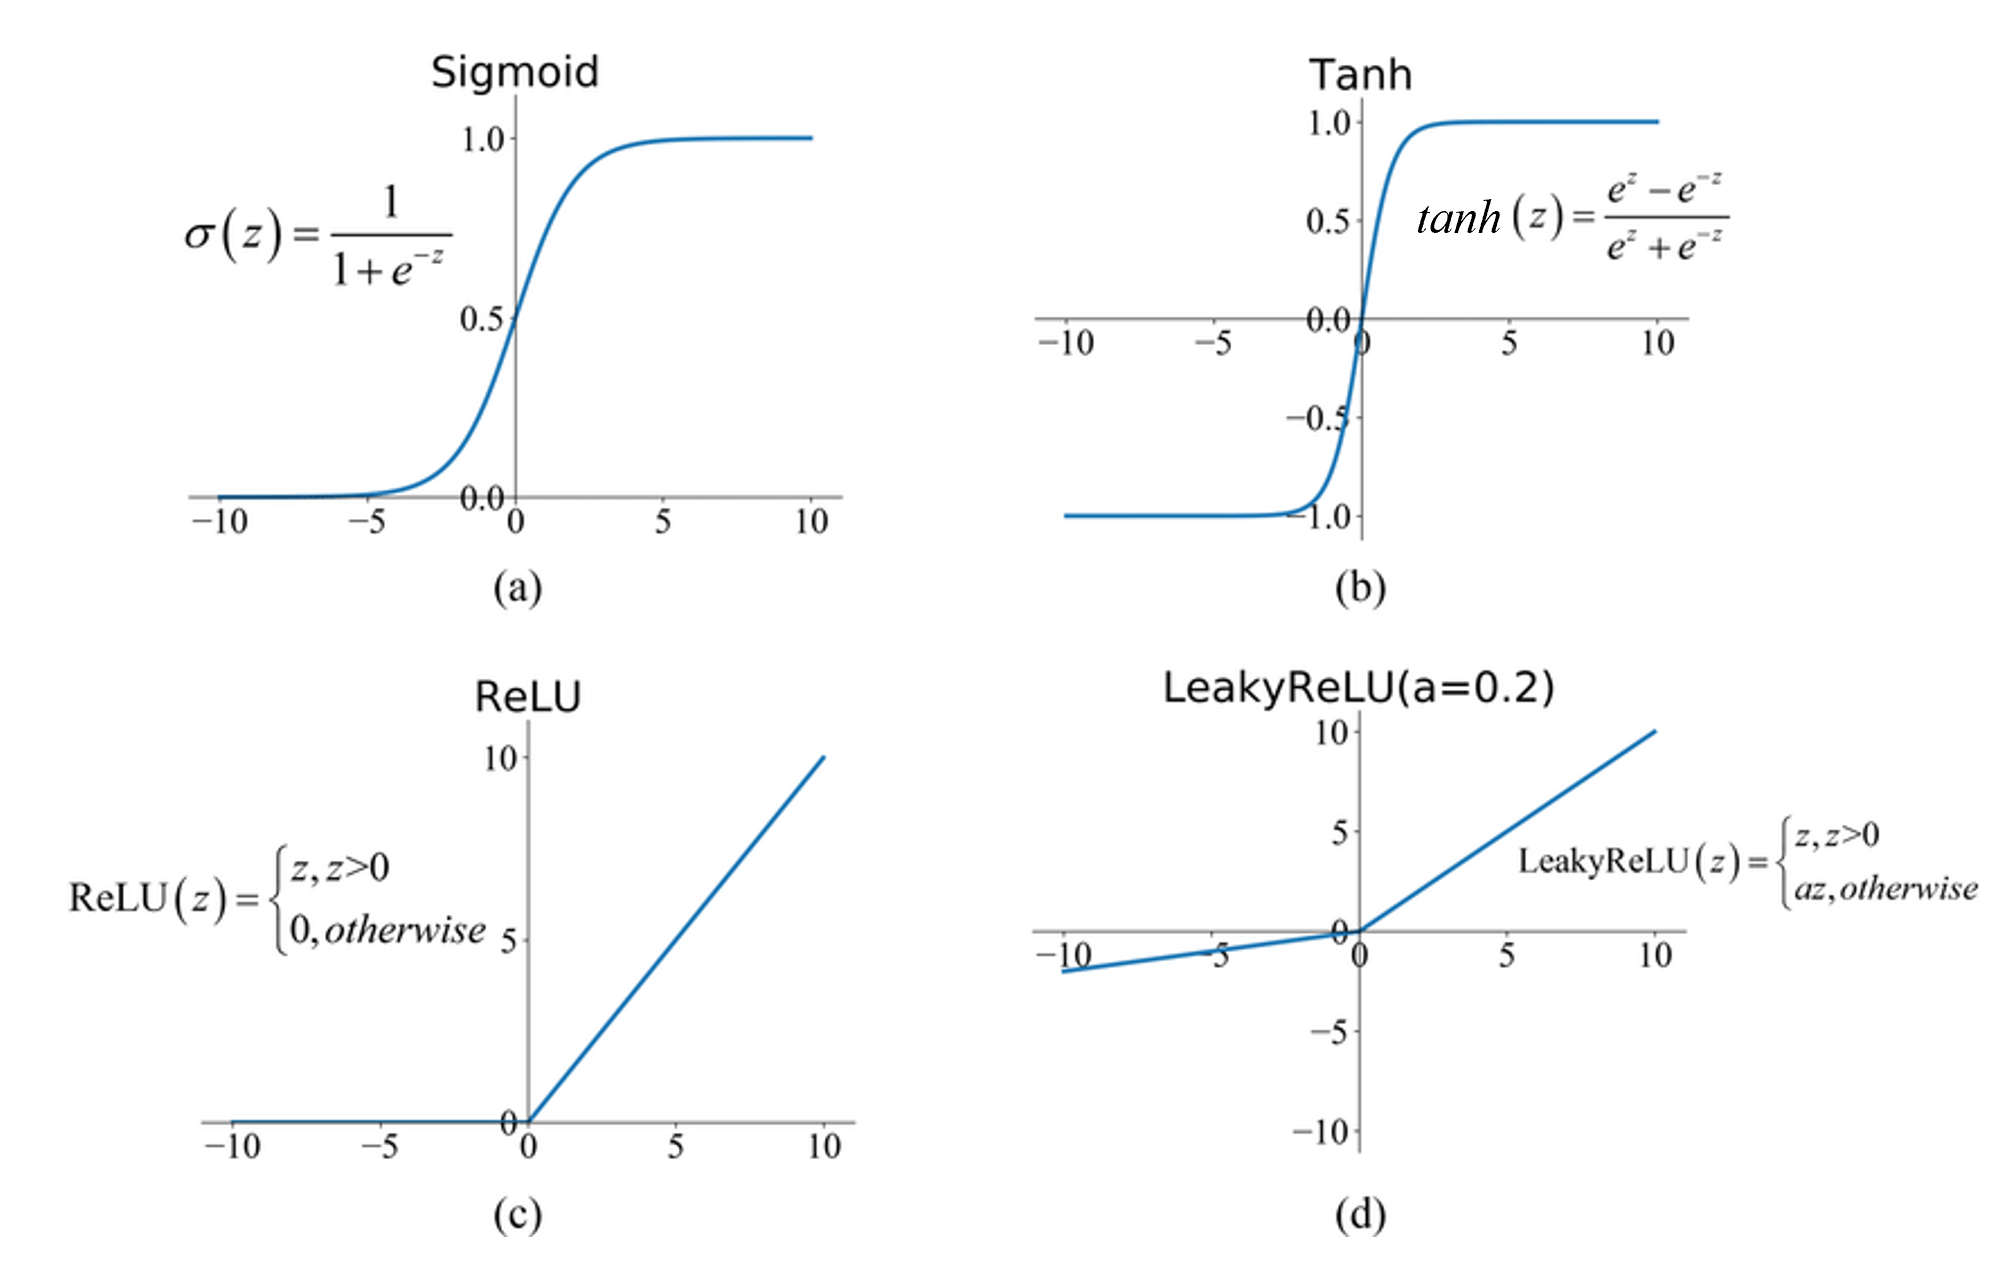 Sigmoid
1.0
σ(z) = 1 / (1 + e^{-z})
0.5
0.0
−10 −5 0 5 10
(a)
Tanh
1.0
0.5
tanh (z) = (e^z − e^{-z}) / (e^z + e^{-z})
0.0
−10 −5 0 5 10
−0.5
−1.0
(b)
ReLU
10
ReLU(z) = { z, z>0
0, otherwise
5
0
−10 −5 0 5 10
(c)
LeakyReLU(a=0.2)
10
5
LeakyReLU(z) = { z, z>0
az, otherwise
0
−10 −5 0 5 10
−5
−10
(d)